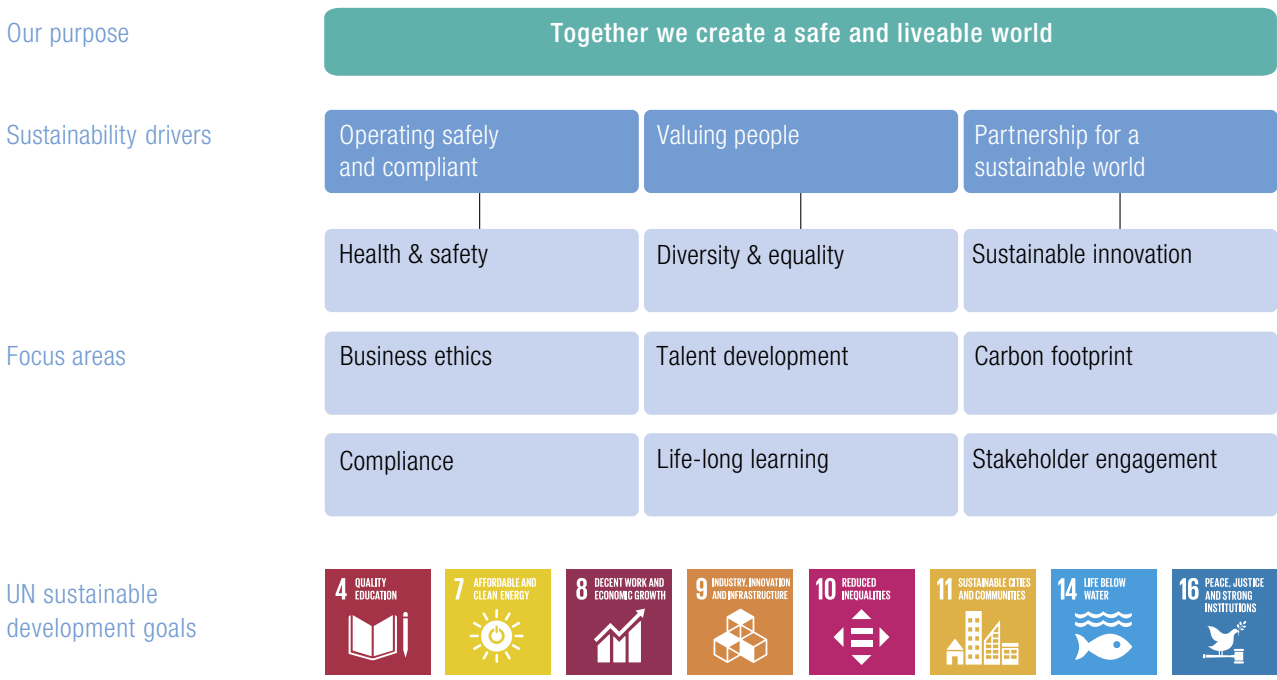 Our purpose
Together we create a safe and liveable world
Sustainability drivers
Operating safely
and compliant
Valuing people
Partnership for a
sustainable world
Health & safety
Diversity & equality
Sustainable innovation
Focus areas
Business ethics
Talent development
Carbon footprint
Compliance
Life-long learning
Stakeholder engagement
UN sustainable
development goals
4 QUALITY
EDUCATION
7 AFFORDABLE AND
CLEAN ENERGY
8 DECENT WORK AND
ECONOMIC GROWTH
9 INDUSTRY, INNOVATION
AND INFRASTRUCTURE
10 REDUCED
INEQUALITIES
11 SUSTAINABLE CITIES
AND COMMUNITIES
14 LIFE BELOW
WATER
16 PEACE, JUSTICE
AND STRONG
INSTITUTIONS